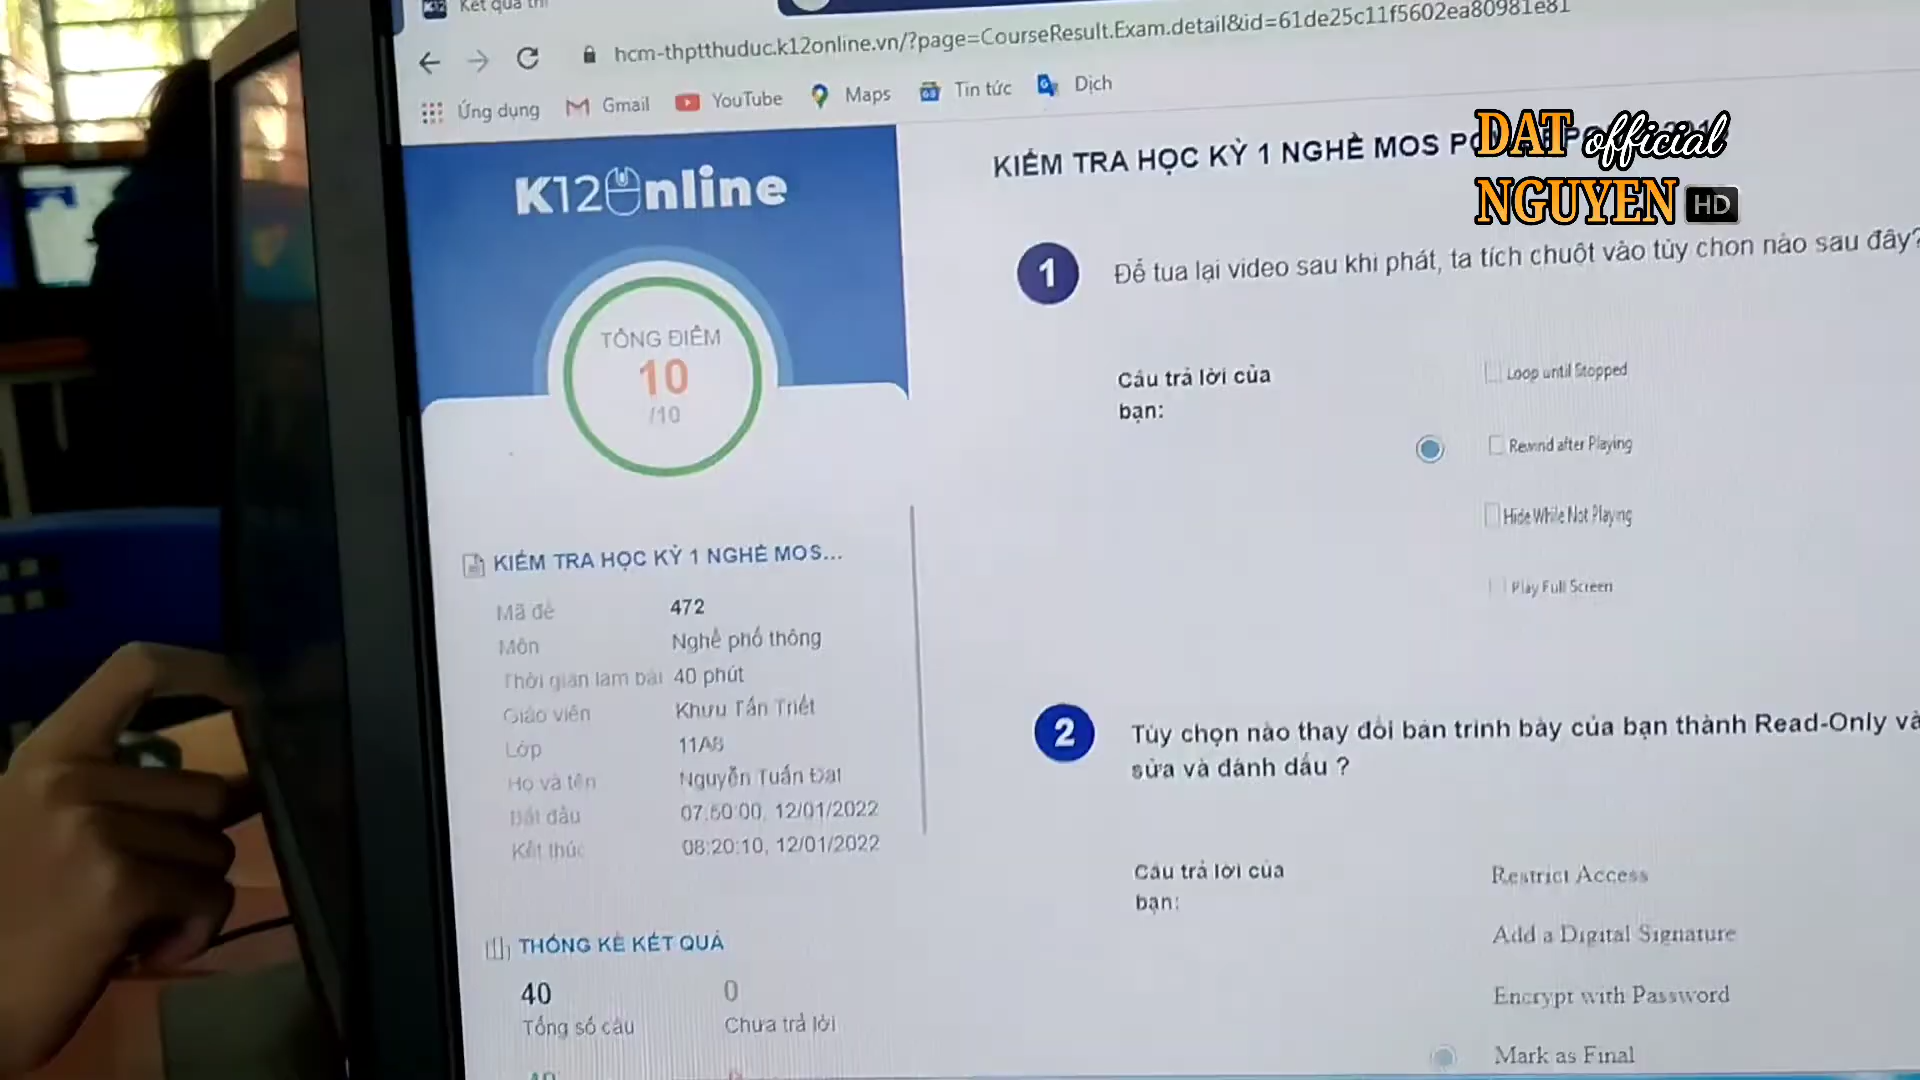 Kết quả thi
hcm-thptthuduc.k12online.vn/?page=CourseResult.Exam.detail&id=61de25c11f5602ea80981e81
Ứng dụng Gmail YouTube Maps Tin tức Dịch
K12Online
TỔNG ĐIỂM
10
/10
KIỂM TRA HỌC KỲ 1 NGHỀ MOS...
Mã đề 472
Môn Nghề phổ thông
Thời gian làm bài 40 phút
Giáo viên Khưu Tấn Triết
Lớp 11A8
Họ và tên Nguyễn Tuấn Đạt
Bắt đầu 07:50:00, 12/01/2022
Kết thúc 08:20:10, 12/01/2022
THỐNG KÊ KẾT QUẢ
40 0
Tổng số câu Chưa trả lời
KIỂM TRA HỌC KỲ 1 NGHỀ MOS
DAT official
NGUYEN HD
1 Để tua lại video sau khi phát, ta tích chuột vào tùy chọn nào sau đây?
Câu trả lời của
bạn:
Loop until Stopped
Rewind after Playing
Hide While Not Playing
Play Full Screen
2 Tùy chọn nào thay đổi bản trình bày của bạn thành Read-Only và
sửa và đánh dấu ?
Câu trả lời của
bạn:
Restrict Access
Add a Digital Signature
Encrypt with Password
Mark as Final